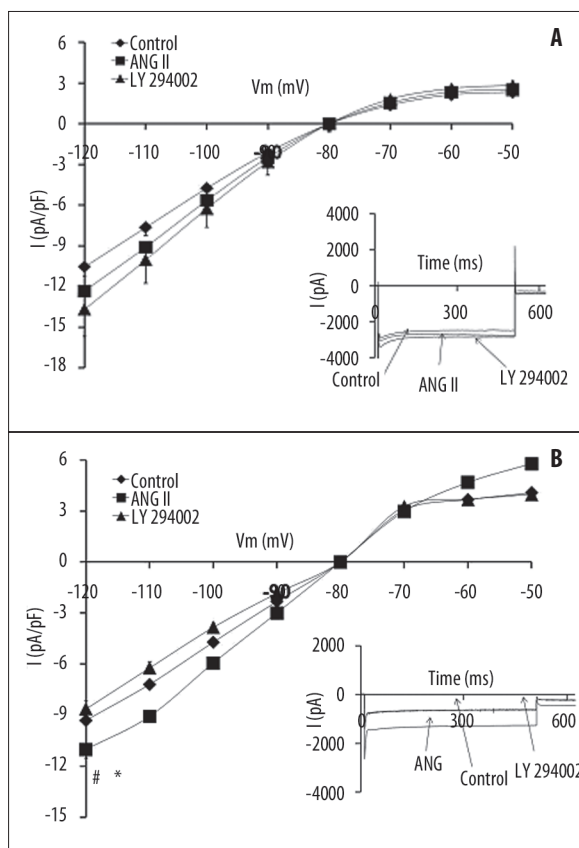 A
6
3
0
-3
-6
-9
-12
-15
-18
I (pA/pF)
Control
ANG II
LY 294002
Vm (mV)
-120 -110 -100 -90 -80 -70 -60 -50
4000
2000
0
-2000
-4000
I (pA)
Time (ms)
0 300 600
Control
ANG II
LY 294002
B
6
3
0
-3
-6
-9
-12
-15
I (pA/pF)
Control
ANG II
LY 294002
Vm (mV)
-120 -110 -100 -90 -80 -70 -60 -50
# *
2000
0
-2000
-4000
I (pA)
Time (ms)
0 300 600
ANG
Control
LY 294002